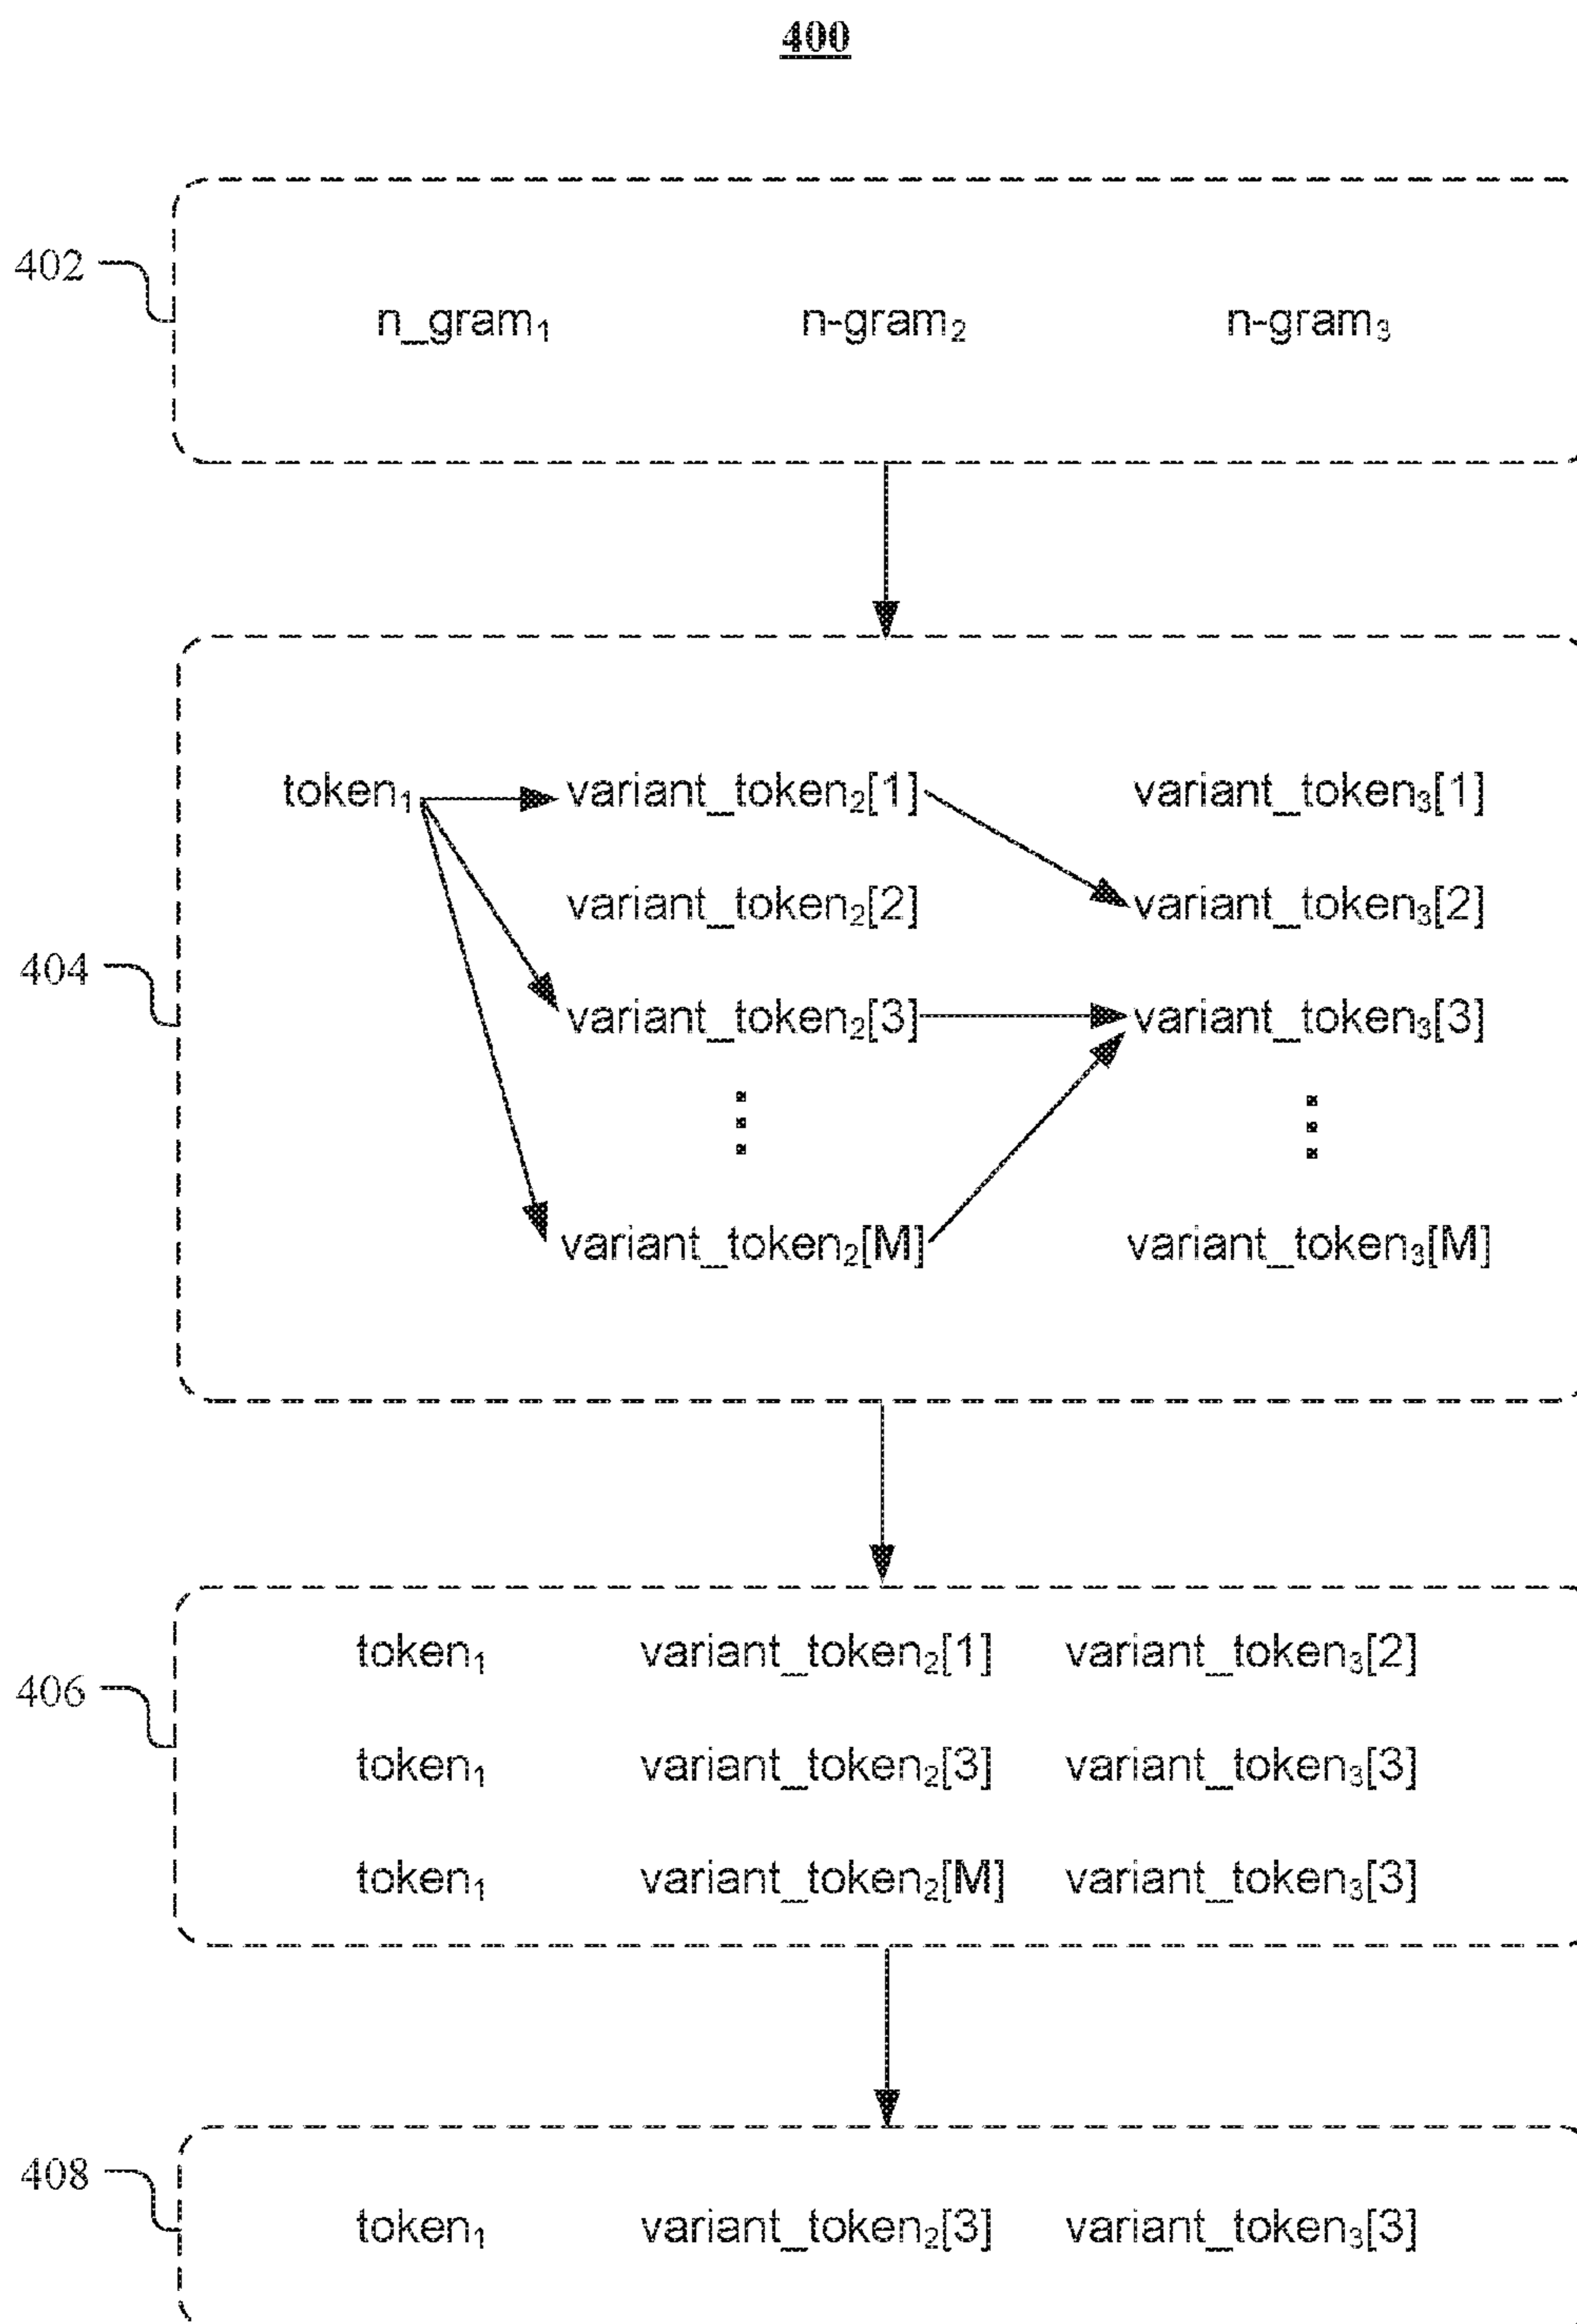 400
402
n_gram₁ n-gram₂ n-gram₃
token₁ variant_token₂[1] variant_token₃[1]
variant_token₂[2] variant_token₃[2]
404
variant_token₂[3] variant_token₃[3]
variant_token₂[M] variant_token₃[M]
token₁ variant_token₂[1] variant_token₃[2]
406
token₁ variant_token₂[3] variant_token₃[3]
token₁ variant_token₂[M] variant_token₃[3]
408
token₁ variant_token₂[3] variant_token₃[3]